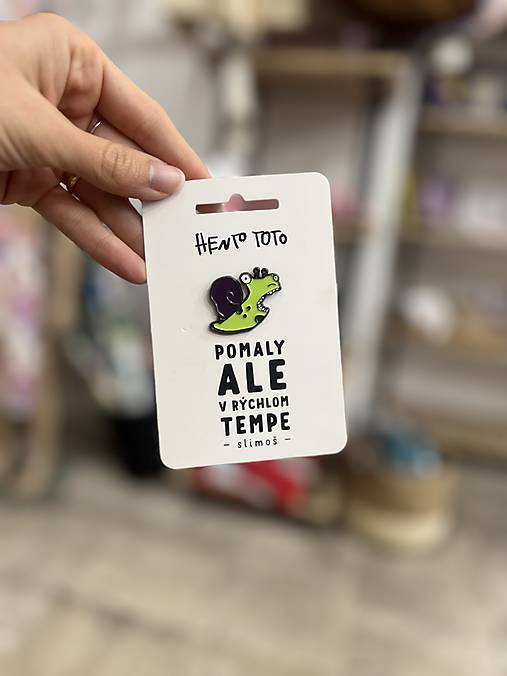 HENTO TOTO
POMALY
ALE
V RÝCHLOM
TEMPE
– slimoš –